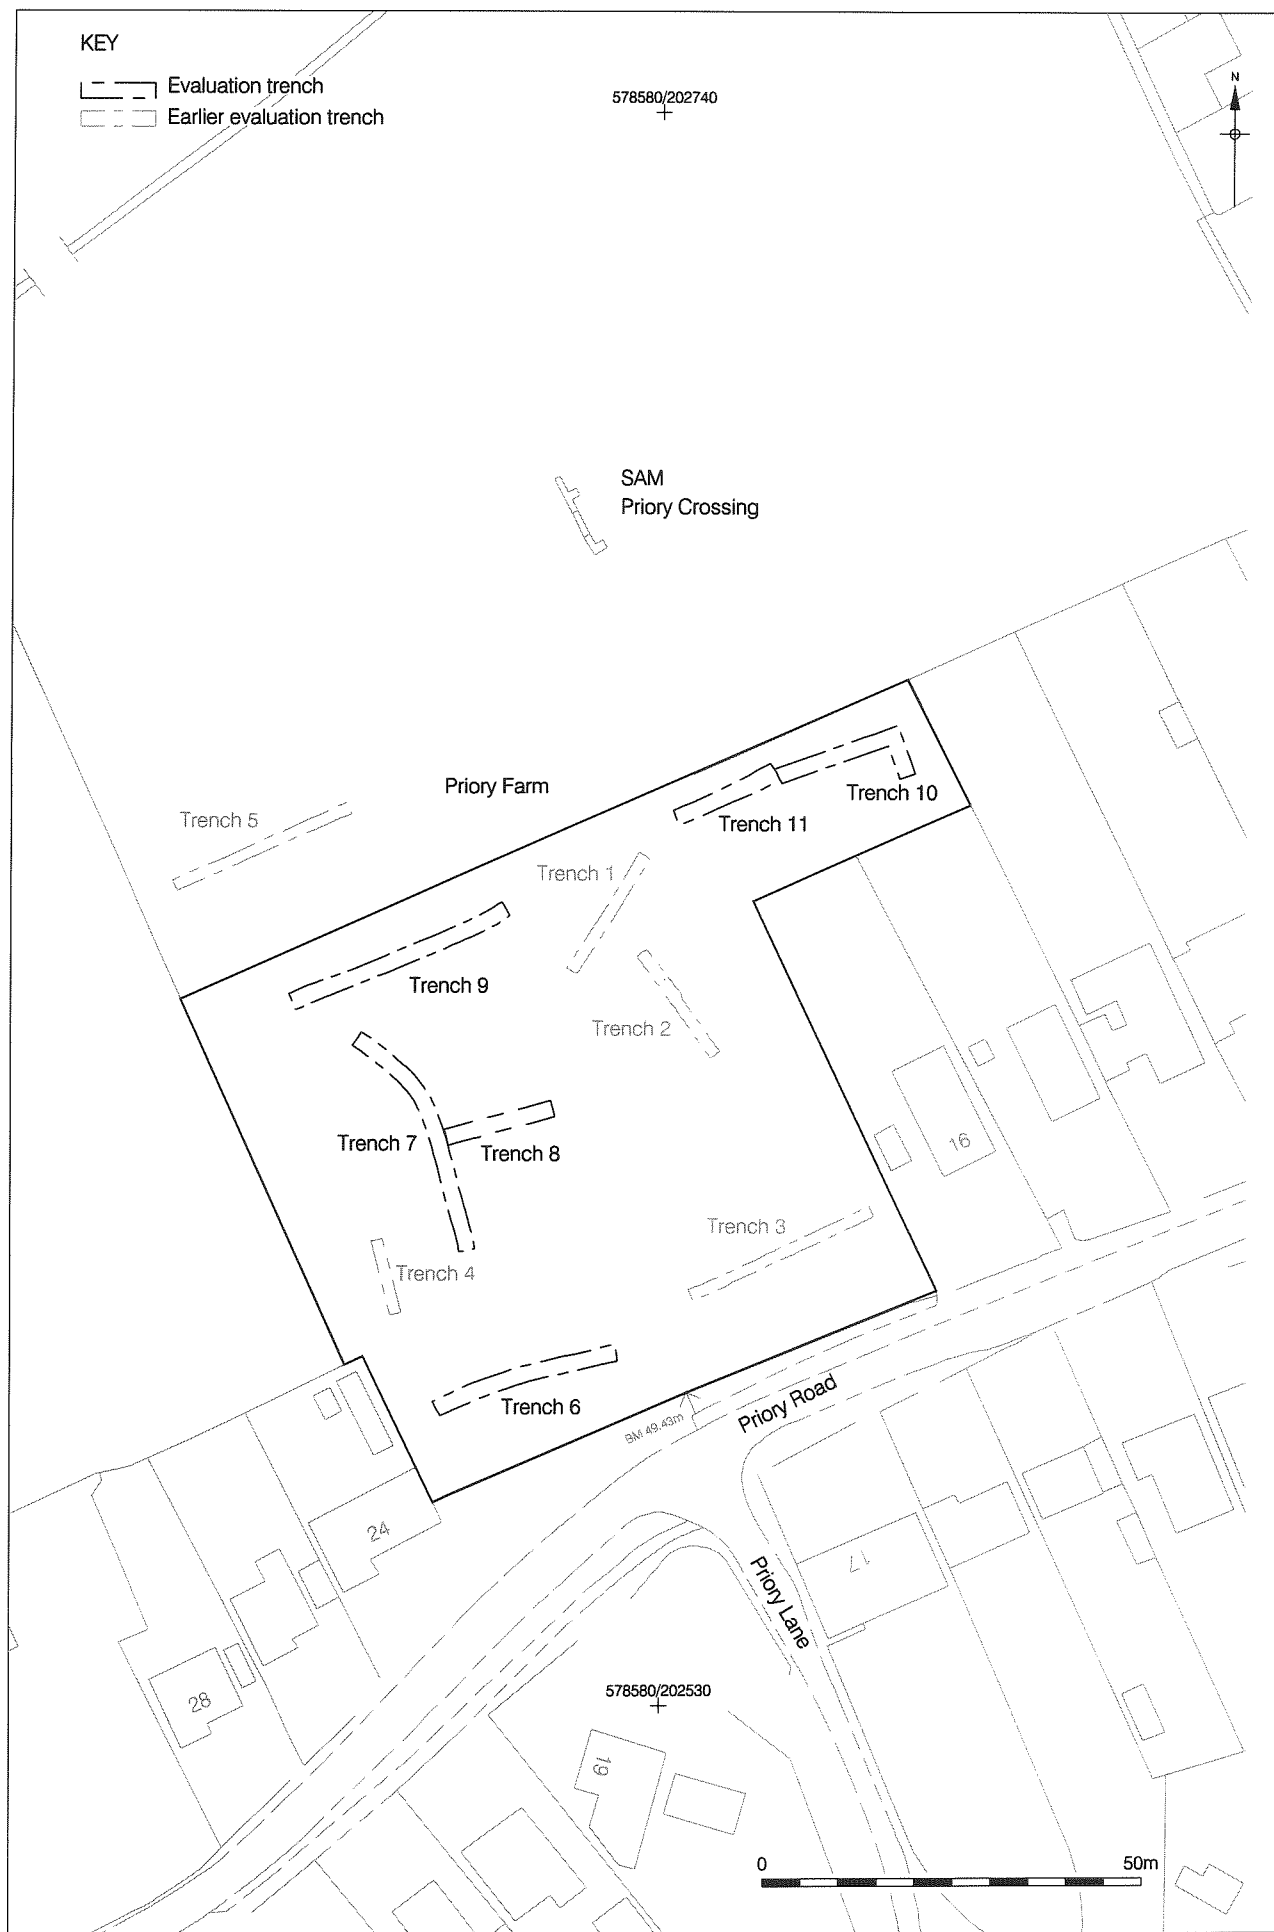 KEY
Evaluation trench
Earlier evaluation trench
578580/202740
N
SAM
Priory Crossing
Priory Farm
Trench 5
Trench 10
Trench 11
Trench 1
Trench 9
Trench 2
Trench 7
Trench 8
16
Trench 3
Trench 4
Trench 6
BM 49.43m
Priory Road
24
17
Priory Lane
28
578580/202530
19
0
50m